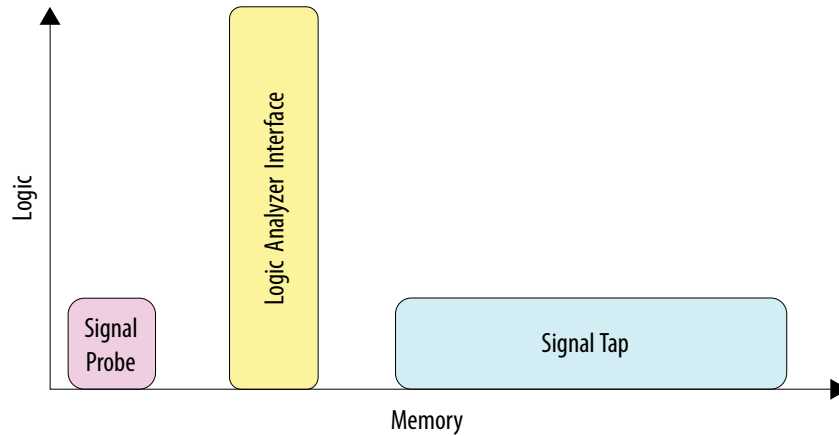 Logic
Signal
Probe
Logic Analyzer Interface
Signal Tap
Memory